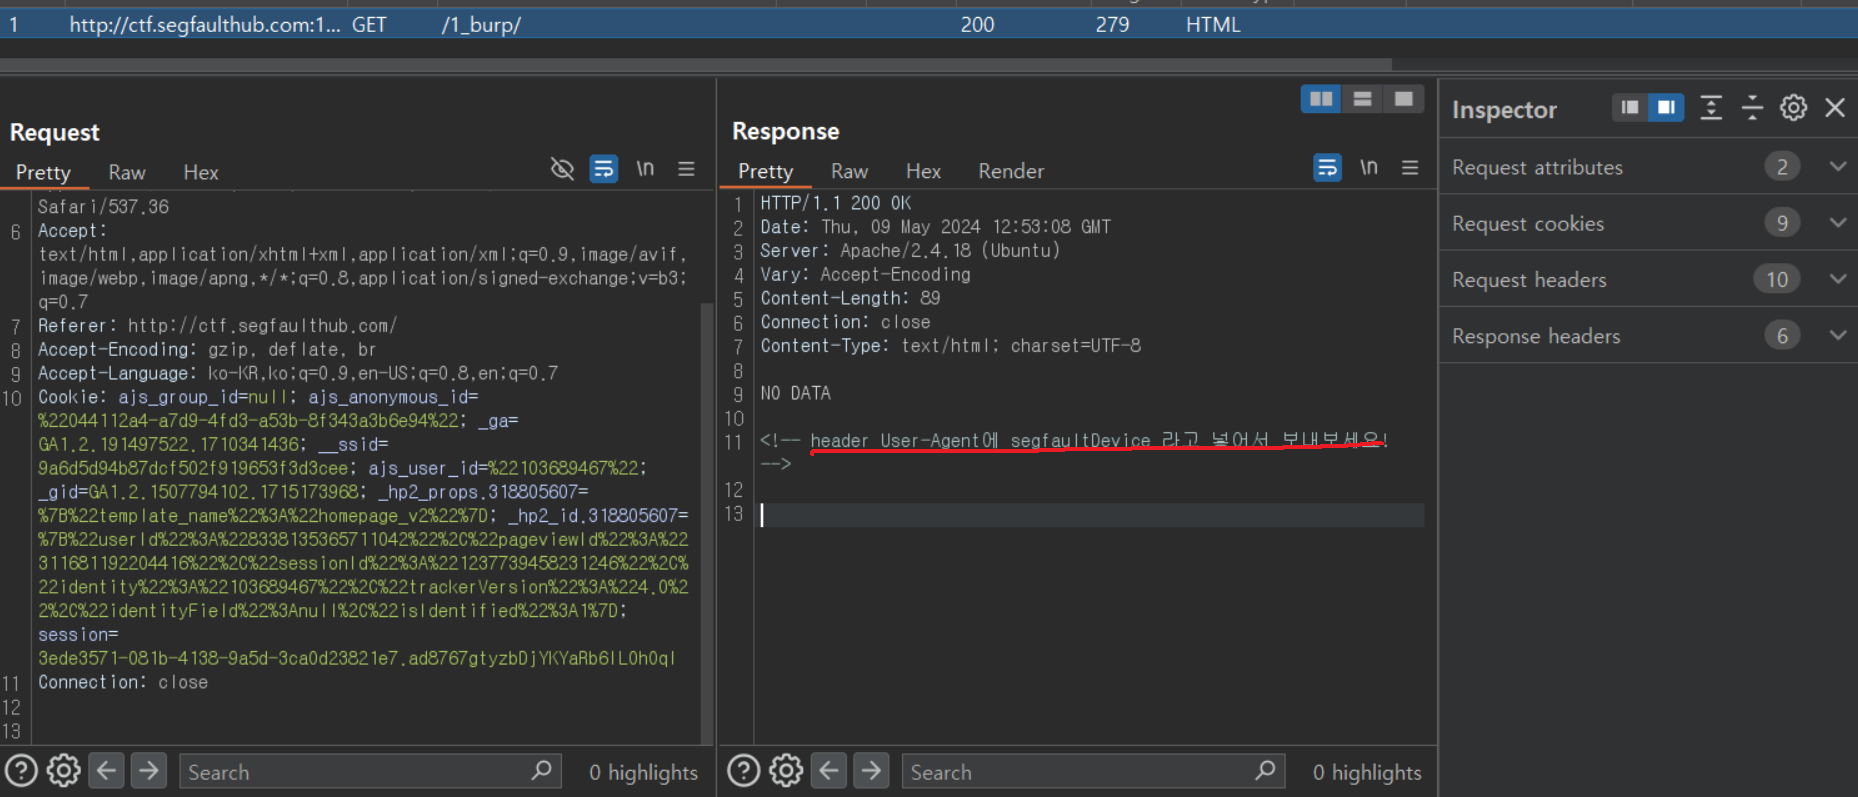 1 http://ctf.segfaulthub.com:1... GET /1_burp/ 200 279 HTML
Request
Pretty Raw Hex \n
Safari/537.36
6 Accept:
text/html,application/xhtml+xml,application/xml;q=0.9,image/avif,
image/webp,image/apng,*/*;q=0.8,application/signed-exchange;v=b3;
q=0.7
7 Referer: http://ctf.segfaulthub.com/
8 Accept-Encoding: gzip, deflate, br
9 Accept-Language: ko-KR,ko;q=0.9,en-US;q=0.8,en;q=0.7
10 Cookie: ajs_group_id=null; ajs_anonymous_id=
%22044112a4-a7d9-4fd3-a53b-8f343a3b6e94%22; _ga=
GA1.2.191497522.1710341436; __ssid=
9a6d5d94b87dcf502f919653f3d3cee; ajs_user_id=%22103689467%22;
_gid=GA1.2.1507794102.1715173968; _hp2_props.318805607=
%7B%22template_name%22%3A%22homepage_v2%22%7D; _hp2_id.318805607=
%7B%22userId%22%3A%228338135365711042%22%2C%22pageviewId%22%3A%22
311681192204416%22%2C%22sessionId%22%3A%221237739458231246%22%2C%
22identity%22%3A%22103689467%22%2C%22trackerVersion%22%3A%224.0%2
2%2C%22identityField%22%3Anull%2C%22isIdentified%22%3A1%7D;
session=
3ede3571-081b-4138-9a5d-3ca0d23821e7.ad8767gtyzbDjYKYaRb6IL0h0qI
11 Connection: close
12
13
Search 0 highlights
Response
Pretty Raw Hex Render \n
1 HTTP/1.1 200 OK
2 Date: Thu, 09 May 2024 12:53:08 GMT
3 Server: Apache/2.4.18 (Ubuntu)
4 Vary: Accept-Encoding
5 Content-Length: 89
6 Connection: close
7 Content-Type: text/html; charset=UTF-8
8
9 NO DATA
10
11 <!-- header User-Agent에 segfaultDevice 라고 넣어서 보내보세요!
-->
12
13
Search 0 highlights
Inspector
Request attributes 2
Request cookies 9
Request headers 10
Response headers 6